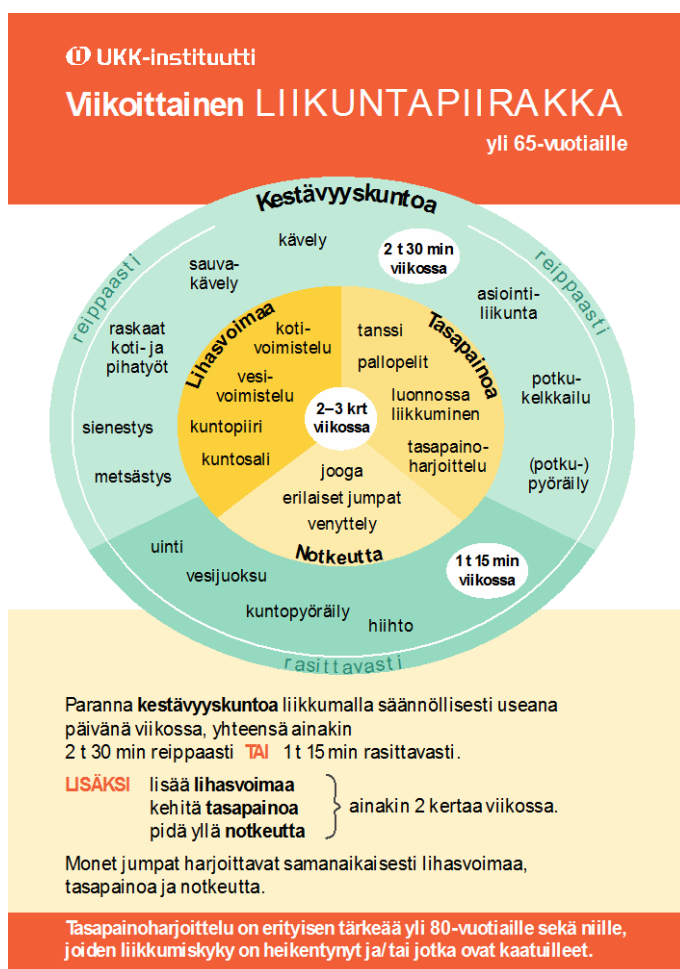 UKK-instituutti
Viikoittainen LIIKUNTAPIIRAKKA
yli 65-vuotiaille
Kestävyyskuntoa
reippaasti
reippaasti
kävely
2 t 30 min
viikossa
sauva-
kävely
asiointi-
liikunta
raskaat
koti- ja
pihatyöt
potku-
kelkkailu
sienestys
metsästys
(potku-)
pyöräily
Lihasvoimaa
koti-
voimistelu
vesi-
voimistelu
kuntopiiri
kuntosali
Tasapainoa
tanssi
pallopelit
luonnossa
liikkuminen
tasapaino-
harjoittelu
2–3 krt
viikossa
jooga
erilaiset jumpat
venyttely
Notkeutta
uinti
vesijuoksu
kuntopyöräily
hiihto
1 t 15 min
viikossa
rasittavasti
Paranna kestävyyskuntoa liikkumalla säännöllisesti useana
päivänä viikossa, yhteensä ainakin
2 t 30 min reippaasti TAI 1 t 15 min rasittavasti.
LISÄKSI lisää lihasvoimaa
kehitä tasapainoa
pidä yllä notkeutta
ainakin 2 kertaa viikossa.
Monet jumpat harjoittavat samanaikaisesti lihasvoimaa,
tasapainoa ja notkeutta.
Tasapainoharjoittelu on erityisen tärkeää yli 80-vuotiaille sekä niille,
joiden liikkumiskyky on heikentynyt ja/ tai jotka ovat kaatuilleet.